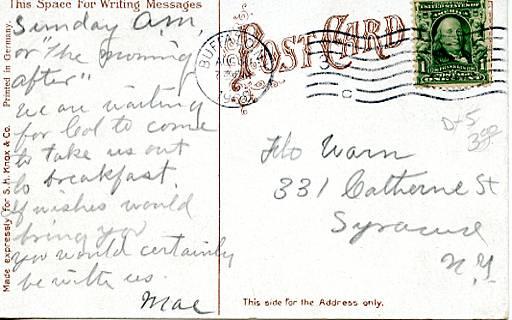 This Space For Writing Messages
Sunday A.M.
or "the morning
after"
we are waiting
for Col to come
to take us out
to breakfast.
If wishes would
bring you
you would certainly
be with us.
Mae
Made expressly for S. H. Knox & Co. Printed in Germany.
POST CARD
BUFFALO
C
1
D-5
Flo Warn
331 Catherine St
Syracuse
N.Y.
This side for the Address only.